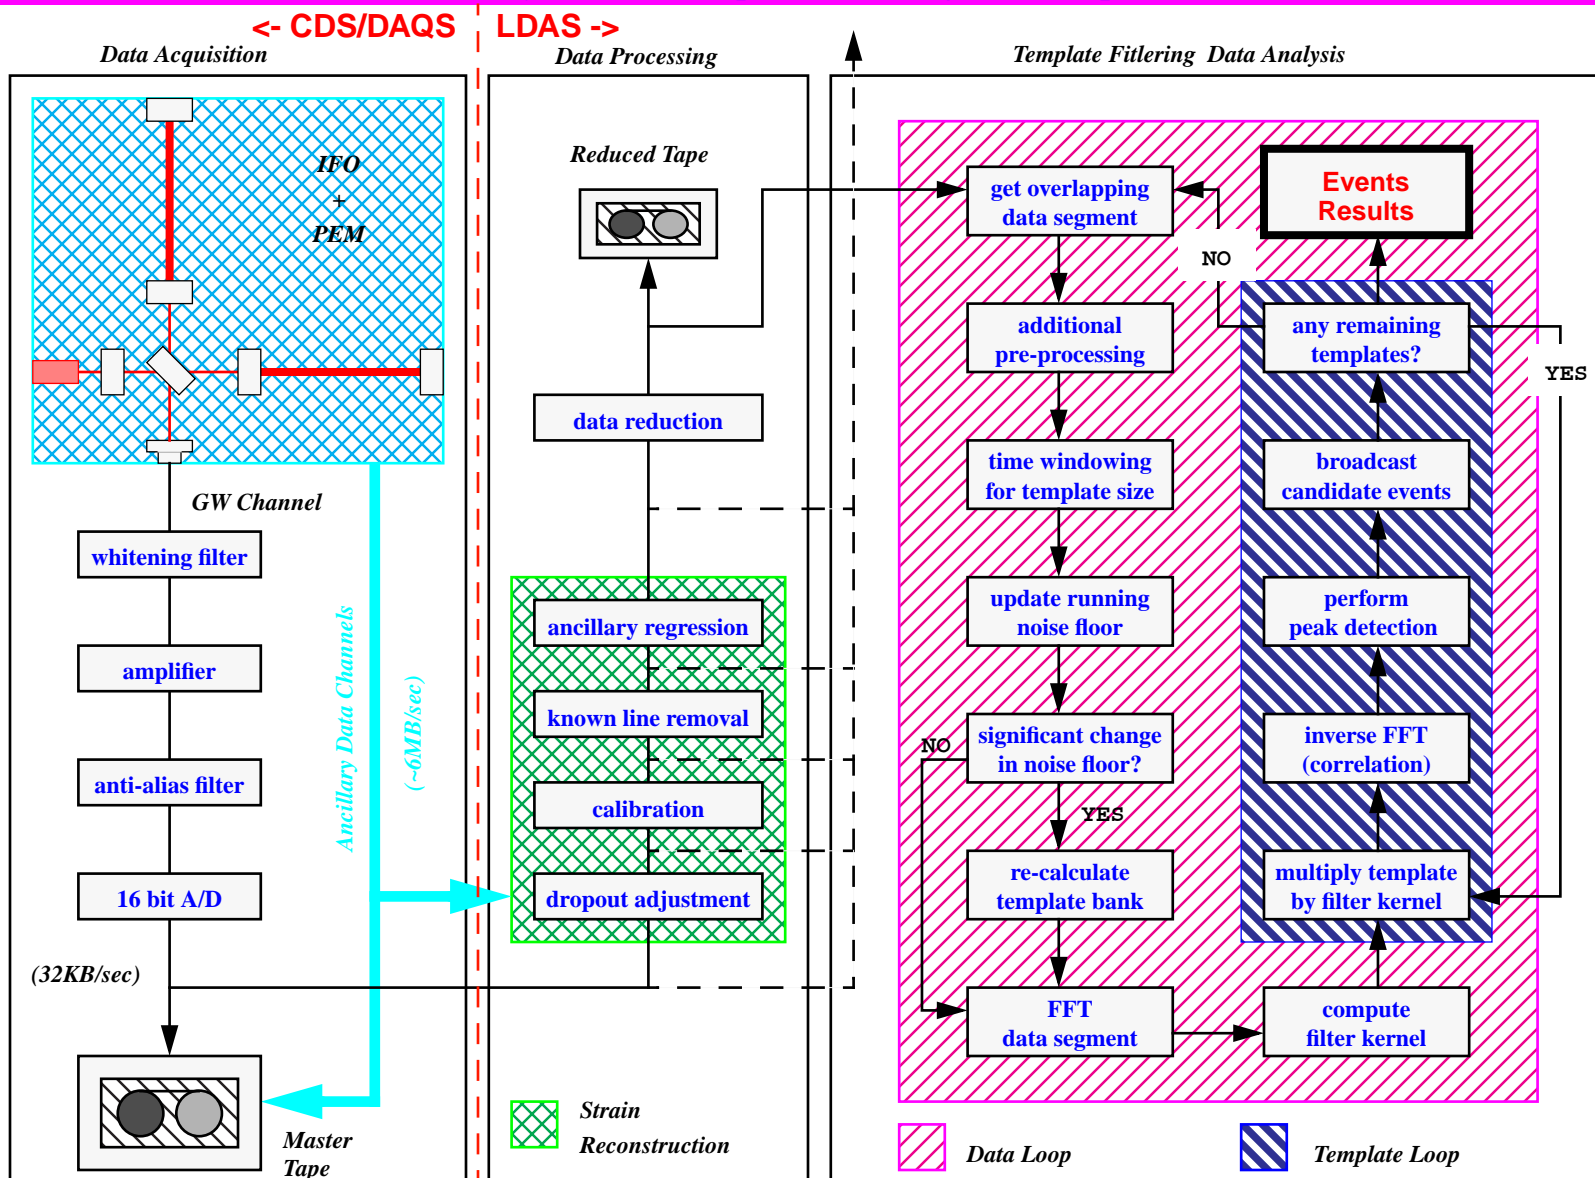 <- CDS/DAQS
LDAS ->
Data Acquisition
Data Processing
Template Fitlering Data Analysis
IFO
+
PEM
GW Channel
whitening filter
amplifier
anti-alias filter
16 bit A/D
(32KB/sec)
Master
Tape
Ancillary Data Channels
(~6MB/sec)
Reduced Tape
data reduction
ancillary regression
known line removal
calibration
dropout adjustment
Strain
Reconstruction
get overlapping
data segment
additional
pre-processing
time windowing
for template size
update running
noise floor
significant change
in noise floor?
NO
YES
re-calculate
template bank
FFT
data segment
Events
Results
NO
any remaining
templates?
YES
broadcast
candidate events
perform
peak detection
inverse FFT
(correlation)
multiply template
by filter kernel
compute
filter kernel
Data Loop
Template Loop